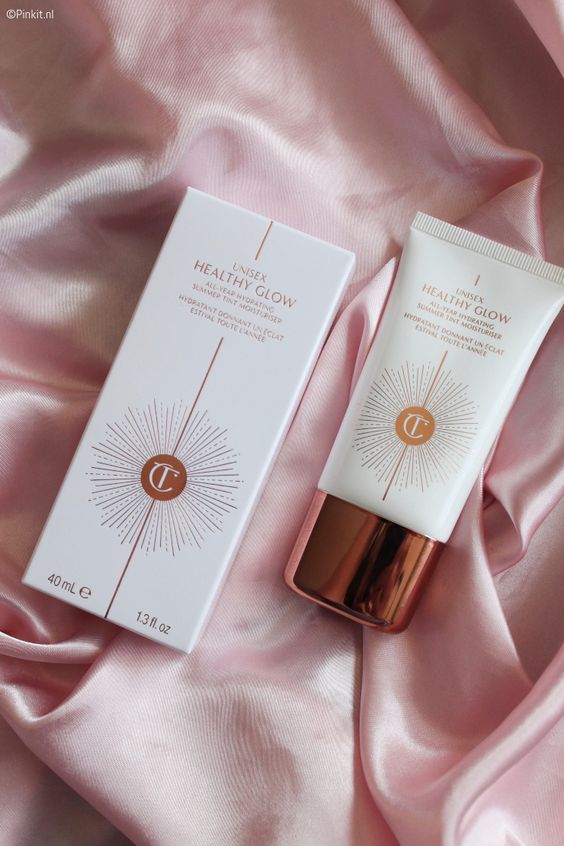 ©Pinkit.nl
UNISEX
HEALTHY GLOW
ALL-YEAR HYDRATING
SUMMER TINT MOISTURISER
HYDRATANT DONNANT UN ÉCLAT
ESTIVAL TOUTE L'ANNÉE
CT
40 mL e
1.3 fl. oz
UNISEX
HEALTHY GLOW
ALL-YEAR HYDRATING
SUMMER TINT MOISTURISER
HYDRATANT DONNANT UN ÉCLAT
ESTIVAL TOUTE L'ANNÉE
CT